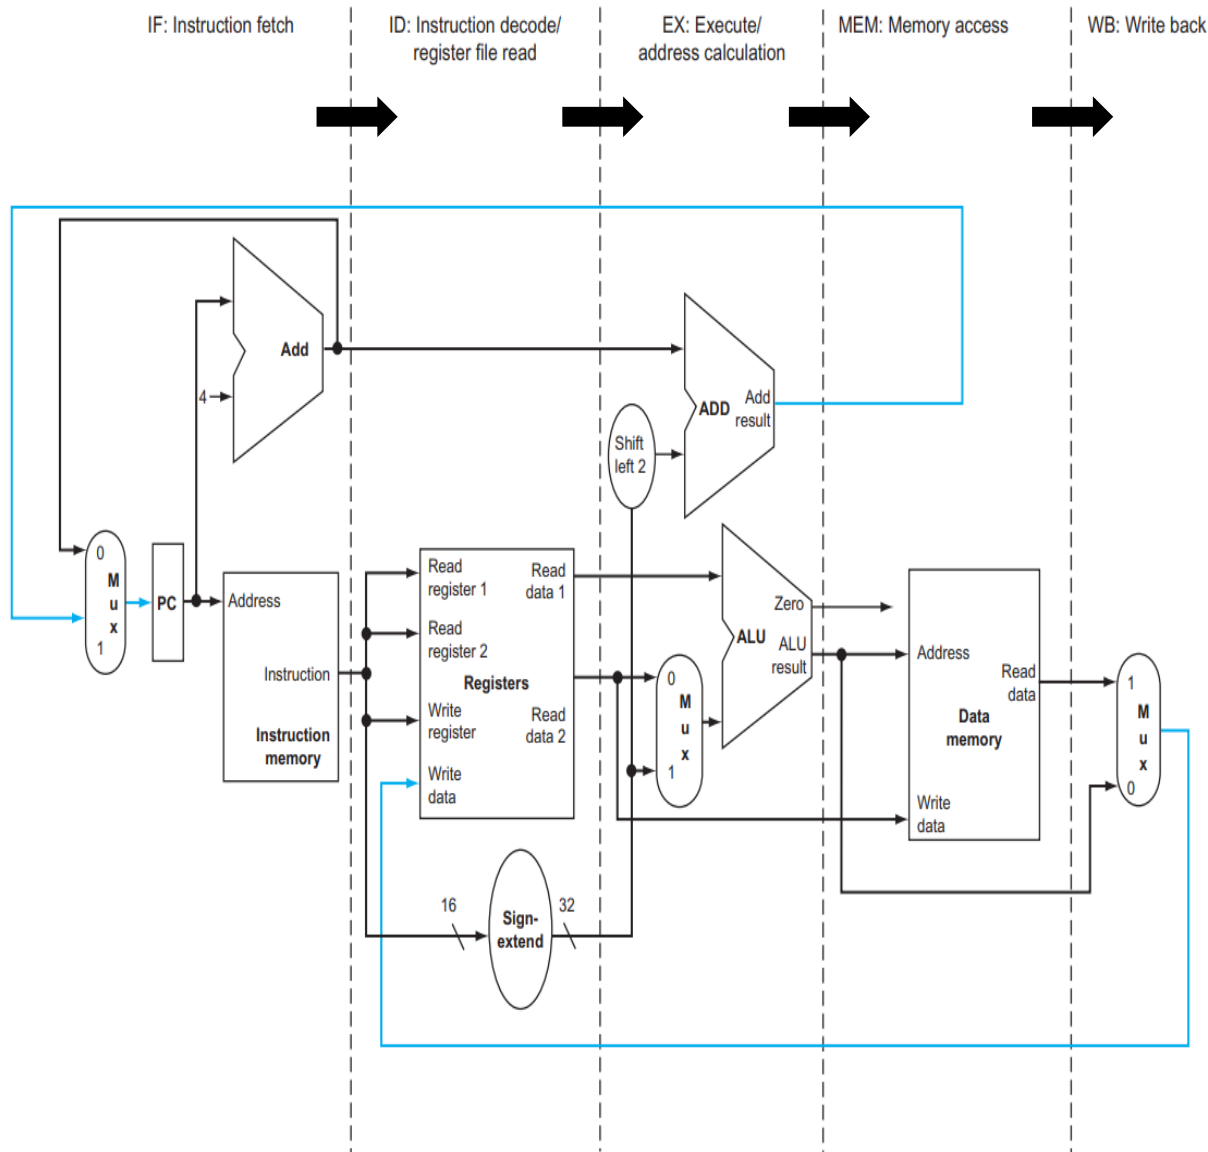 IF: Instruction fetch
ID: Instruction decode/
register file read
EX: Execute/
address calculation
MEM: Memory access
WB: Write back
Add
4
ADD
Add
result
Shift
left 2
0
M
u
x
1
PC
Address
Instruction
Instruction
memory
Read
register 1
Read
data 1
Read
register 2
Registers
Write
register
Read
data 2
Write
data
0
M
u
x
1
Zero
ALU
ALU
result
Address
Read
data
Data
memory
Write
data
1
M
u
x
0
16
Sign-
extend
32